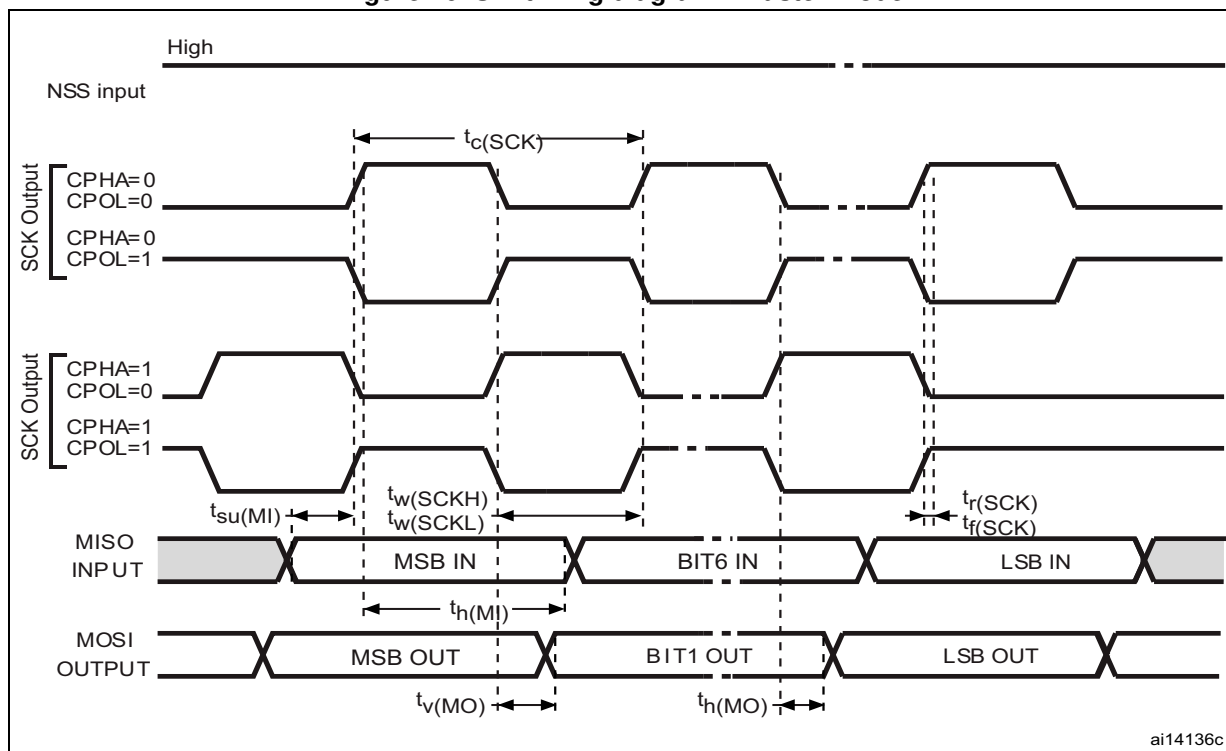 High
NSS input
tc(SCK)
SCK Output
CPHA=0
CPOL=0
CPHA=0
CPOL=1
SCK Output
CPHA=1
CPOL=0
CPHA=1
CPOL=1
tsu(MI)
tw(SCKH)
tw(SCKL)
tr(SCK)
tf(SCK)
MISO
INPUT
MSB IN
BIT6 IN
LSB IN
th(MI)
MOSI
OUTPUT
MSB OUT
BIT1 OUT
LSB OUT
tv(MO)
th(MO)
ai14136c